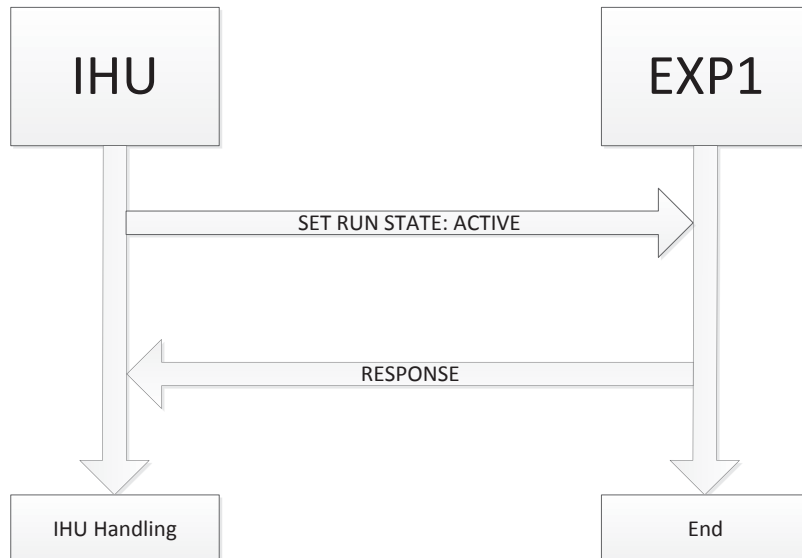 IHU
EXP1
SET RUN STATE: ACTIVE
RESPONSE
IHU Handling
End